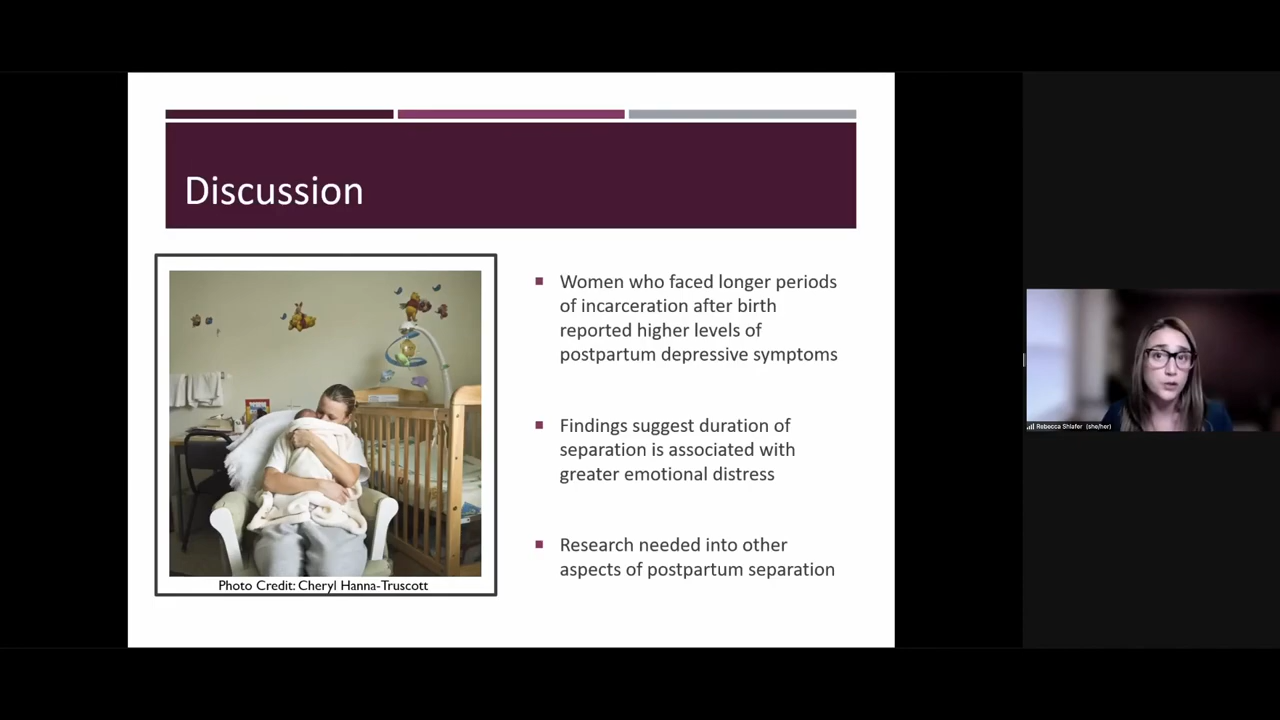 Discussion
Women who faced longer periods
of incarceration after birth
reported higher levels of
postpartum depressive symptoms
Findings suggest duration of
separation is associated with
greater emotional distress
Research needed into other
aspects of postpartum separation
Photo Credit: Cheryl Hanna-Truscott
Rebecca Shlafer (she/her)